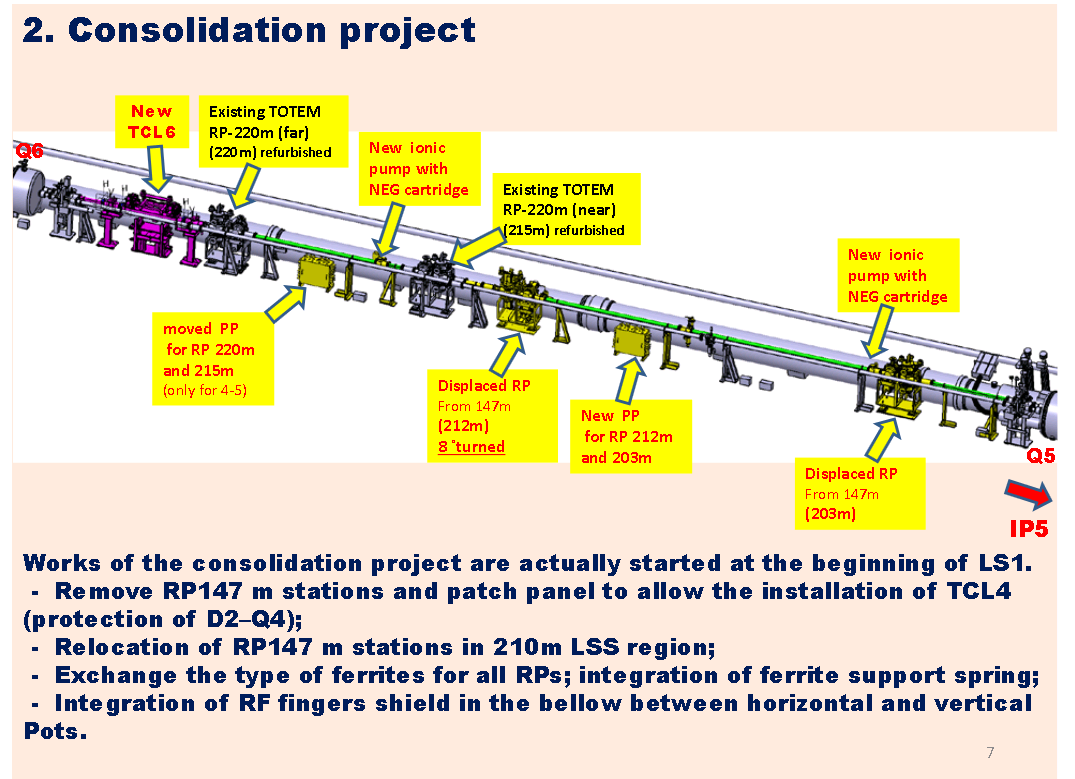 2. Consolidation project
New
TCL6
Existing TOTEM
RP-220m (far)
(220m) refurbished
Q6
New ionic
pump with
NEG cartridge
Existing TOTEM
RP-220m (near)
(215m) refurbished
New ionic
pump with
NEG cartridge
moved PP
for RP 220m
and 215m
(only for 4-5)
Displaced RP
From 147m
(212m)
8°turned
New PP
for RP 212m
and 203m
Displaced RP
From 147m
(203m)
Q5
IP5
Works of the consolidation project are actually started at the beginning of LS1.
- Remove RP147 m stations and patch panel to allow the installation of TCL4
(protection of D2–Q4);
- Relocation of RP147 m stations in 210m LSS region;
- Exchange the type of ferrites for all RPs; integration of ferrite support spring;
- Integration of RF fingers shield in the bellow between horizontal and vertical
Pots.
7